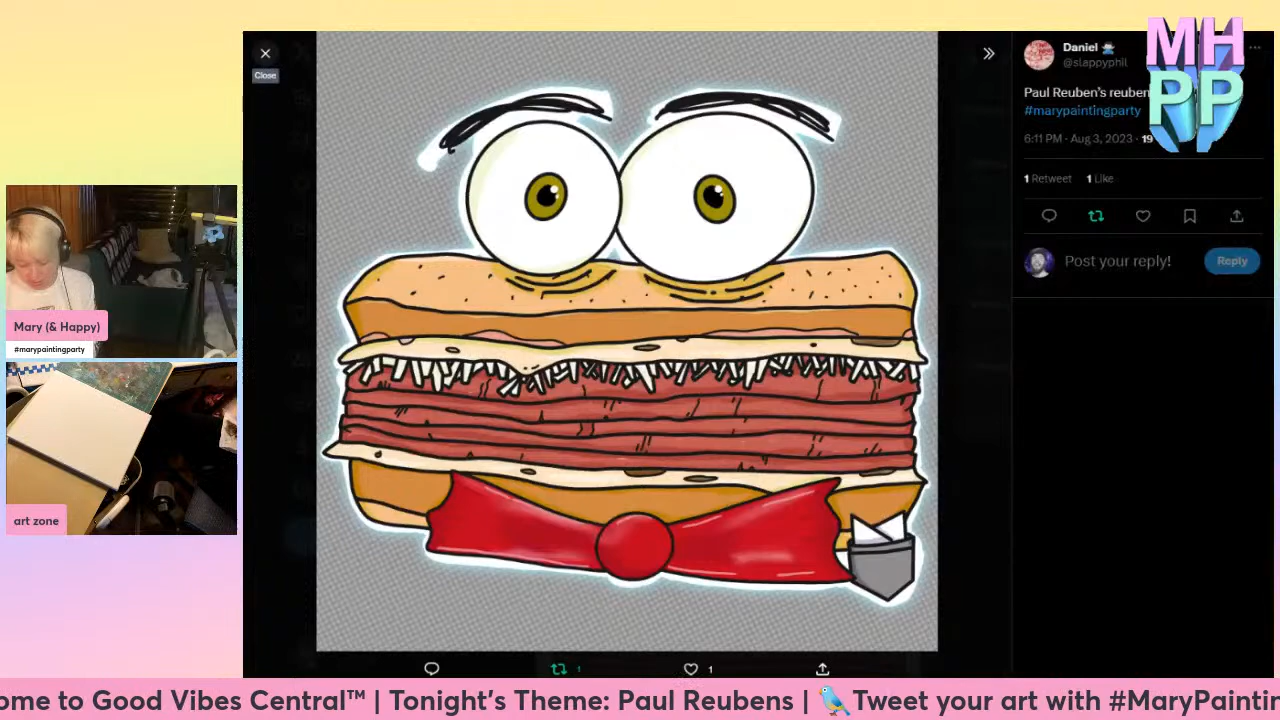 Close
Daniel
@slappyphil
Paul Reuben's reuben
#marypaintingparty
6:11 PM · Aug 3, 2023 · 19
1 Retweet 1 Like
Post your reply!
Reply
MH
PP
Mary (& Happy)
#marypaintingparty
art zone
1
1
ome to Good Vibes Central™ | Tonight's Theme: Paul Reubens | 🐦Tweet your art with #MaryPaintin